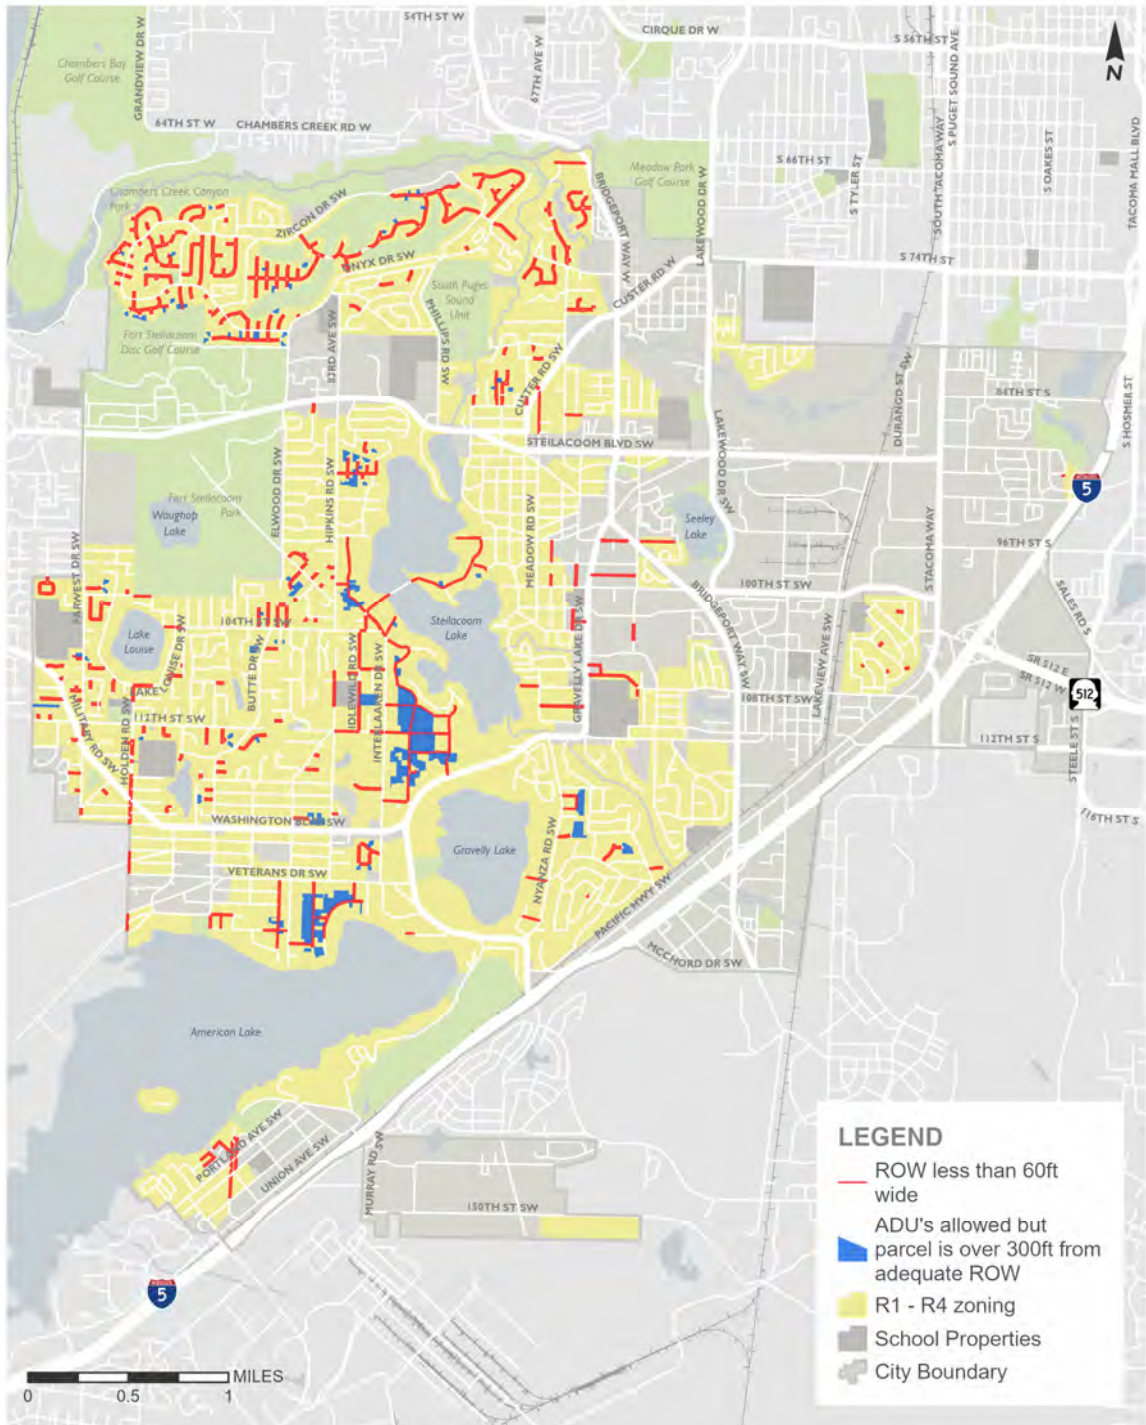 54TH ST W
CIRQUE DR W
S 56TH ST
S PUGET SOUND AVE
GRANDVIEW DR W
67TH AVE W
N
Chambers Bay
Golf Course
64TH ST W
CHAMBERS CREEK RD W
S 66TH ST
S TYLER ST
SOUTH TACOMA WAY
S OAKES ST
TACOMA MALL BLVD
Meadow Park
Golf Course
BRIDGEPORT WAY W
LAKEWOOD DR W
Chambers Creek Canyon
Park
ZIRCON DR SW
ONYX DR SW
S 74TH ST
CUSTER RD W
South Puget
Sound
Unit
PHILLIPS RD SW
83RD AVE SW
Fort Steilacoom
Disc Golf Course
CUSTER RD SW
DURANGO ST SW
84TH ST S
S HOSMER ST
LAKEWOOD DR SW
STEILACOOM BLVD SW
ELWOOD DR SW
HIPKINS RD SW
Fort Steilacoom
Park
Waughop
Lake
MEADOW RD SW
Seeley
Lake
5
S TACOMA WAY
96TH ST S
FARWEST DR SW
100TH ST SW
BRIDGEPORT WAY SW
SALES RD S
104TH ST SW
Steilacoom
Lake
Lake
Louise
LAKE LOUISE DR SW
BUTTE DR SW
IDLEWILD RD SW
INTERLAAKEN DR SW
GRAVELLY LAKE DR SW
LAKEVIEW AVE SW
SR 512 E
SR 512 W
512
108TH ST SW
112TH ST SW
HOLDEN RD SW
MILITARY RD SW
112TH ST S
STEELE ST S
116TH ST S
WASHINGTON BLVD SW
Gravelly Lake
NYANZA RD SW
VETERANS DR SW
PACIFIC HWY SW
MCCHORD DR SW
American Lake
PORTLAND AVE SW
UNION AVE SW
MURRAY RD SW
150TH ST SW
5
LEGEND
ROW less than 60ft
wide
ADU's allowed but
parcel is over 300ft from
adequate ROW
R1 - R4 zoning
School Properties
City Boundary
MILES
0 0.5 1